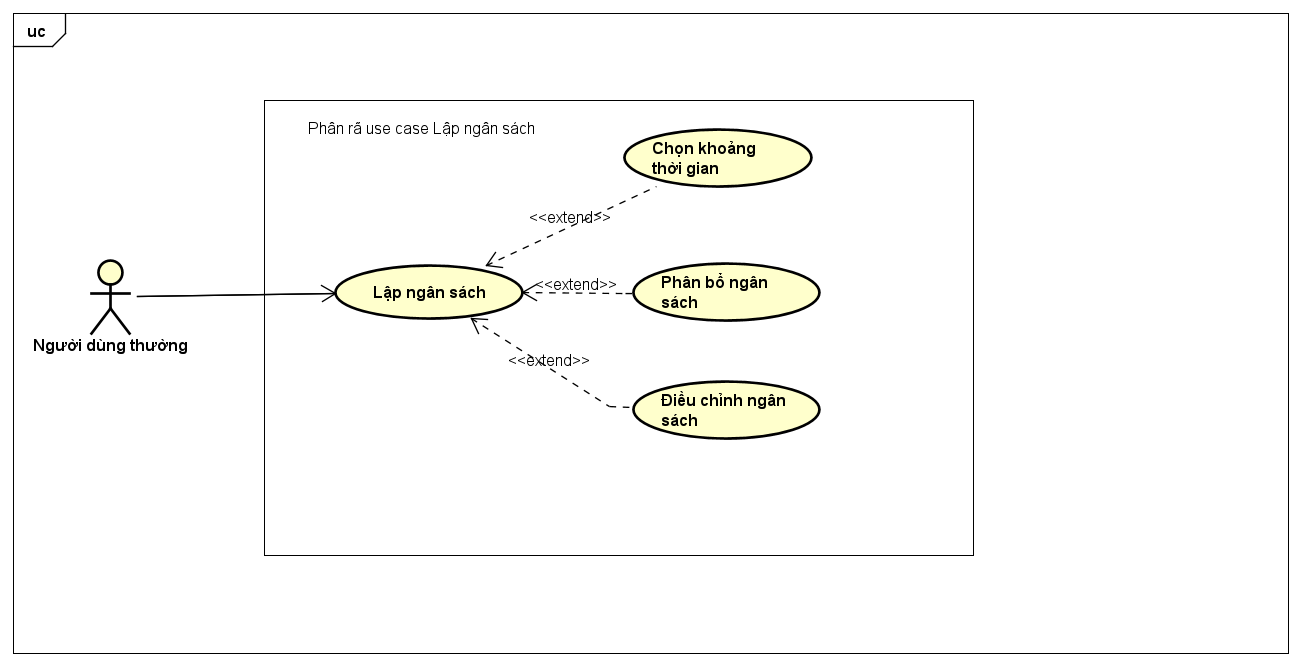 uc
Phân rã use case Lập ngân sách
Chọn khoảng
thời gian
<<extend>>
<<extend>>
Phân bổ ngân
sách
Lập ngân sách
Người dùng thường
<<extend>>
Điều chỉnh ngân
sách